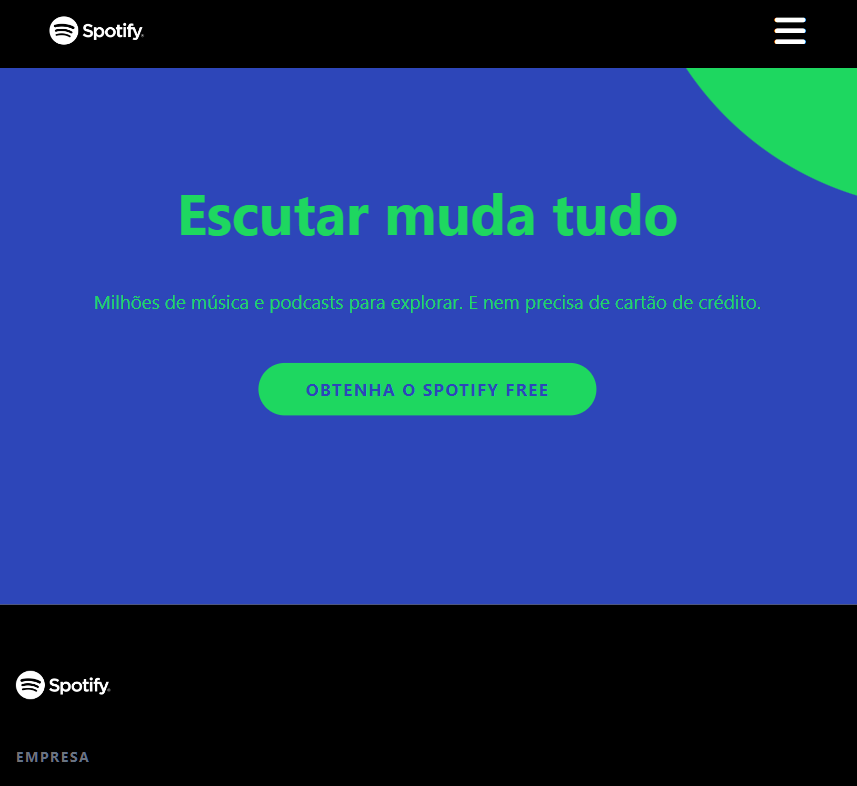 Spotify
Escutar muda tudo
Milhões de música e podcasts para explorar. E nem precisa de cartão de crédito.
OBTENHA O SPOTIFY FREE
Spotify
EMPRESA